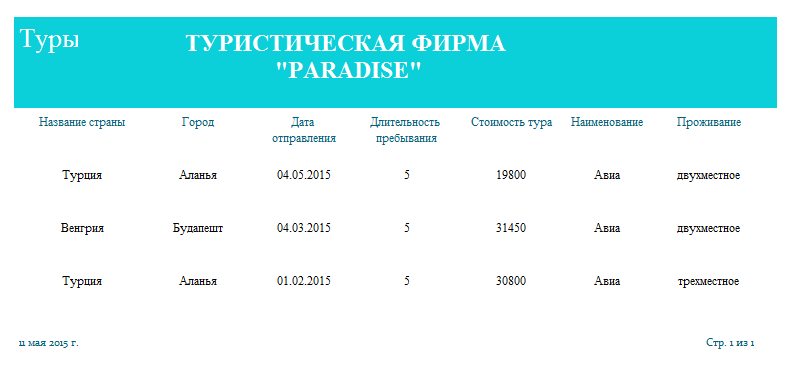 Туры
ТУРИСТИЧЕСКАЯ ФИРМА
"PARADISE"
Название страны Город Дата отправления Длительность пребывания Стоимость тура Наименование Проживание
Турция Аланья 04.05.2015 5 19800 Авиа двухместное
Венгрия Будапешт 04.03.2015 5 31450 Авиа двухместное
Турция Аланья 01.02.2015 5 30800 Авиа трехместное
11 мая 2015 г. Стр. 1 из 1